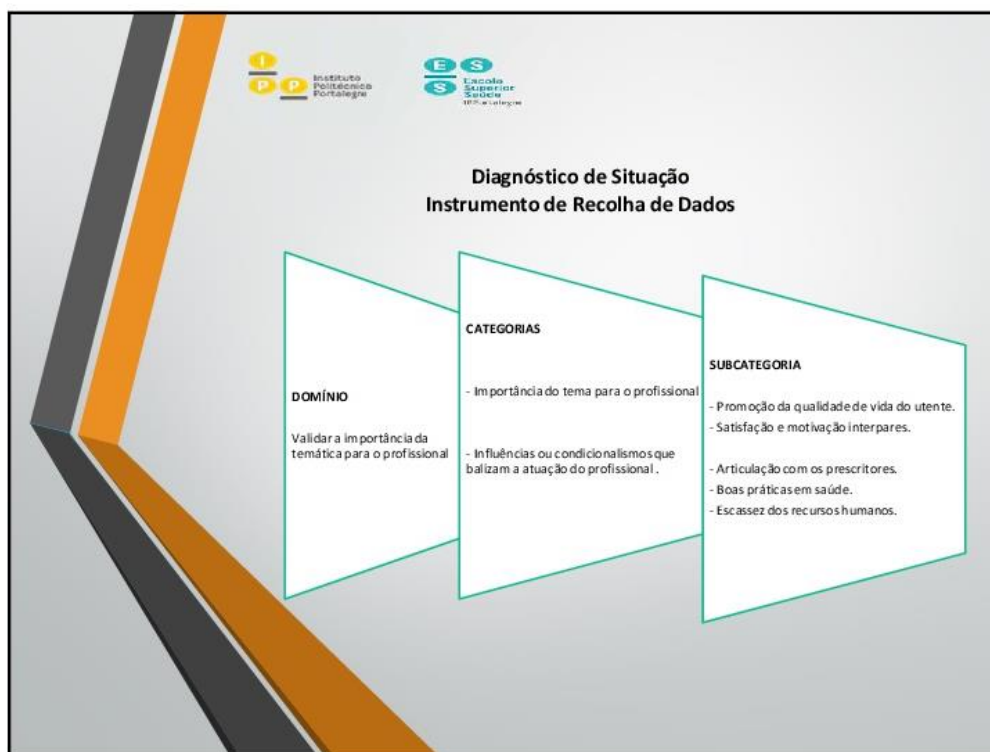 I
P P
Instituto
Politécnico
Portalegre
E S
S
Escola
Superior
Saúde
Diagnóstico de Situação
Instrumento de Recolha de Dados
DOMÍNIO
Validar a importância da
temática para o profissional
CATEGORIAS
- Importância do tema para o profissional
- Influências ou condicionalismos que
balizam a atuação do profissional .
SUBCATEGORIA
- Promoção da qualidade de vida do utente.
- Satisfação e motivação interpares.
- Articulação com os prescritores.
- Boas práticas em saúde.
- Escassez dos recursos humanos.